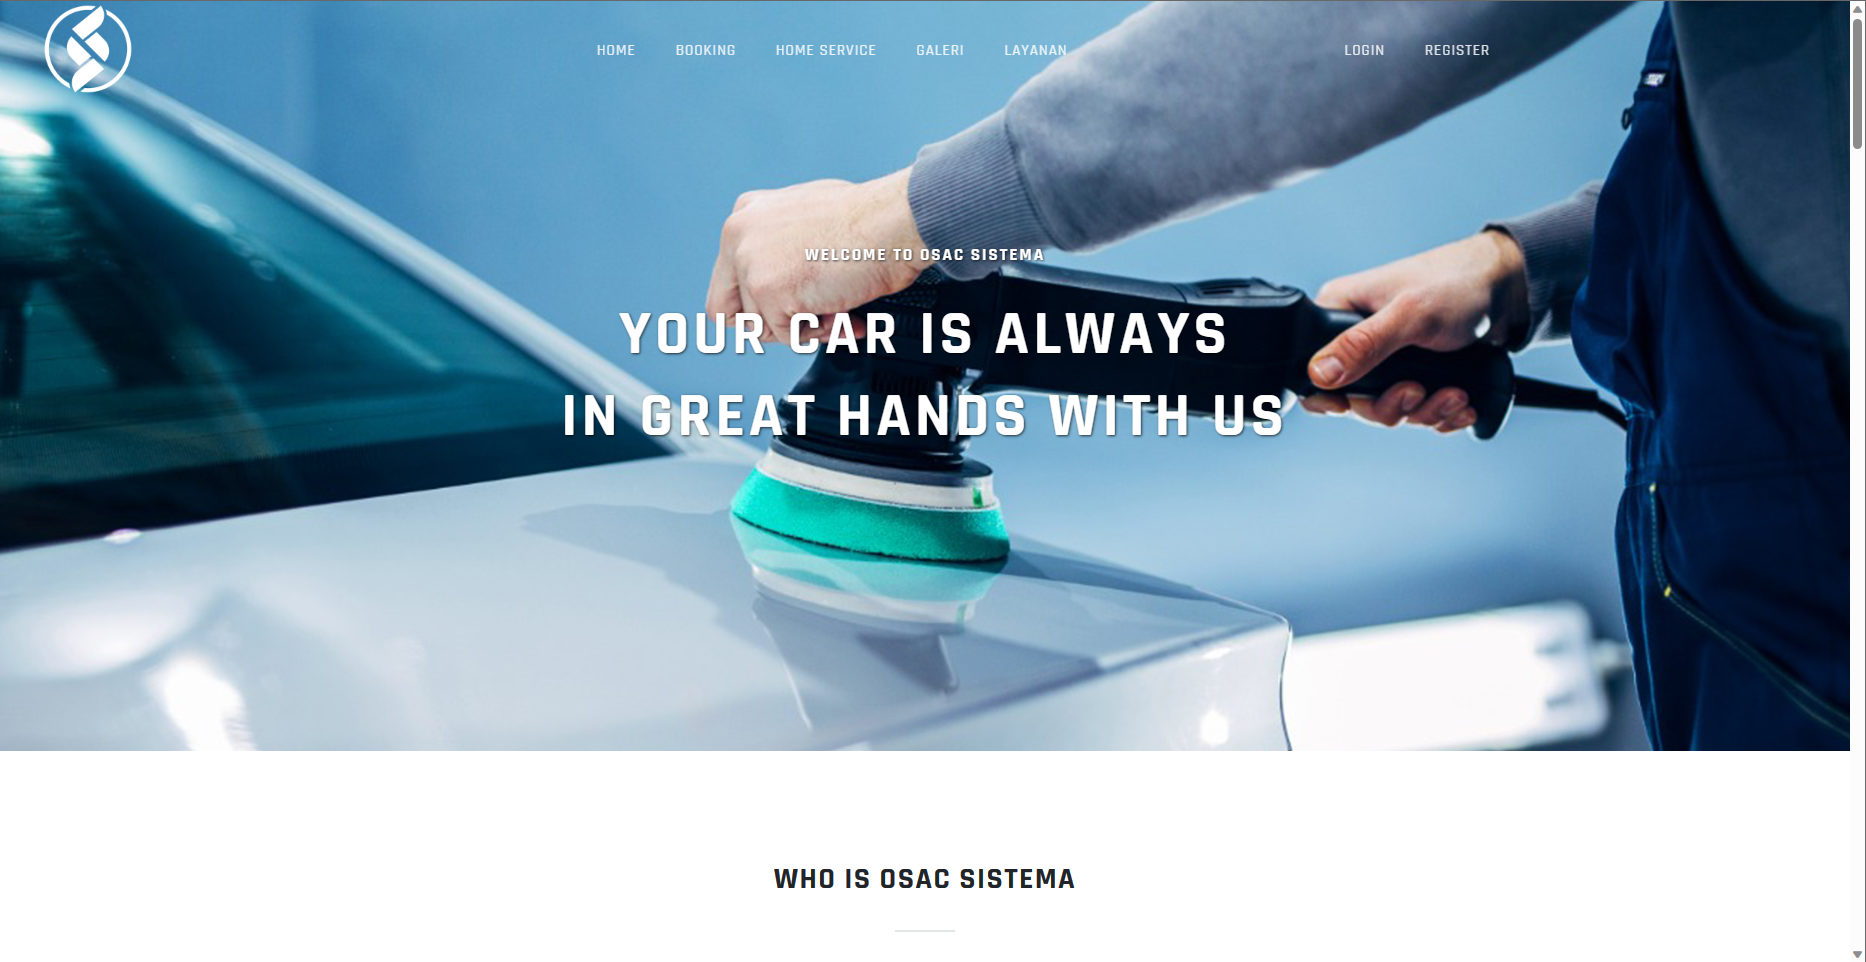 HOME BOOKING HOME SERVICE GALERI LAYANAN LOGIN REGISTER
WELCOME TO OSAC SISTEMA
YOUR CAR IS ALWAYS
IN GREAT HANDS WITH US
WHO IS OSAC SISTEMA